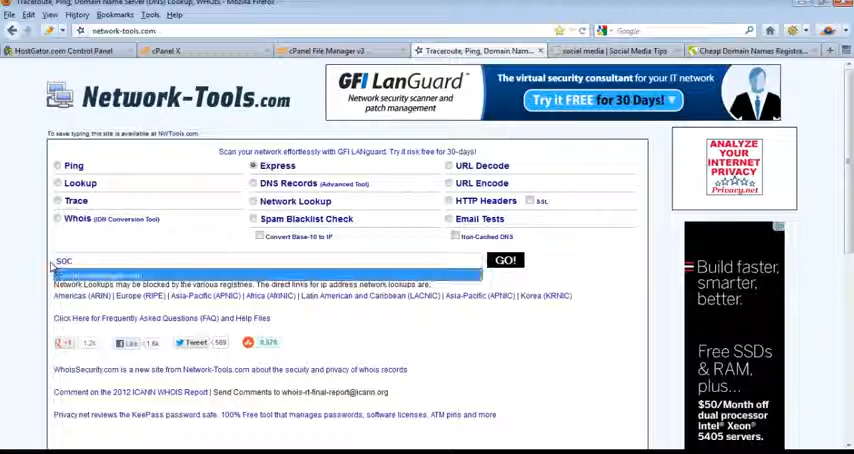 Traceroute, Ping, Domain Name Server (DNS) Lookup, WHOIS - Mozilla Firefox
Edit View History Bookmarks Tools Help
network-tools.com
Google
HostGator.com Control Panel
cPanel X
cPanel File Manager v3
Traceroute, Ping, Domain Nam...
social media | Social Media Tips
Cheap Domain Names Registra...
Network-Tools.com
GFI LanGuard
Network security scanner and
patch management
The virtual security consultant for your IT network
Try it FREE for 30 Days!
To save typing, this site is available at NWTools.com.
Scan your network effortlessly with GFI LANguard. Try it risk free for 30-days!
Ping
Express
URL Decode
Lookup
DNS Records (Advanced Tool)
URL Encode
Trace
Network Lookup
HTTP Headers
SSL
Whois (IDN Conversion Tool)
Spam Blacklist Check
Email Tests
Convert Base-10 to IP
Non-Cached DNS
soc
GO!
Network Lookups may be blocked by the various registries. The direct links for ip address network lookups are,
Americas (ARIN) | Europe (RIPE) | Asia-Pacific (APNIC) | Africa (AfriNIC) | Latin American and Caribbean (LACNIC) | Asia-Pacific (APNIC) | Korea (KRNIC)
Click Here for Frequently Asked Questions (FAQ) and Help Files
+1
1.2k
Like
1.6k
Tweet
589
WhoisSecurity.com is a new site from Network-Tools.com about the secuity and privacy of whois records
Comment on the 2012 ICANN WHOIS Report | Send Comments to whois-rt-final-report@icann.org
Privacy.net reviews the KeePass password safe. 100% Free tool that manages passwords, software licenses, ATM pins and more
ANALYZE
YOUR
INTERNET
PRIVACY
Privacy.net
Build faster,
smarter,
better.
Free SSDs
& RAM,
plus...
$50/Month off
dual processor
Intel® Xeon®
5405 servers.